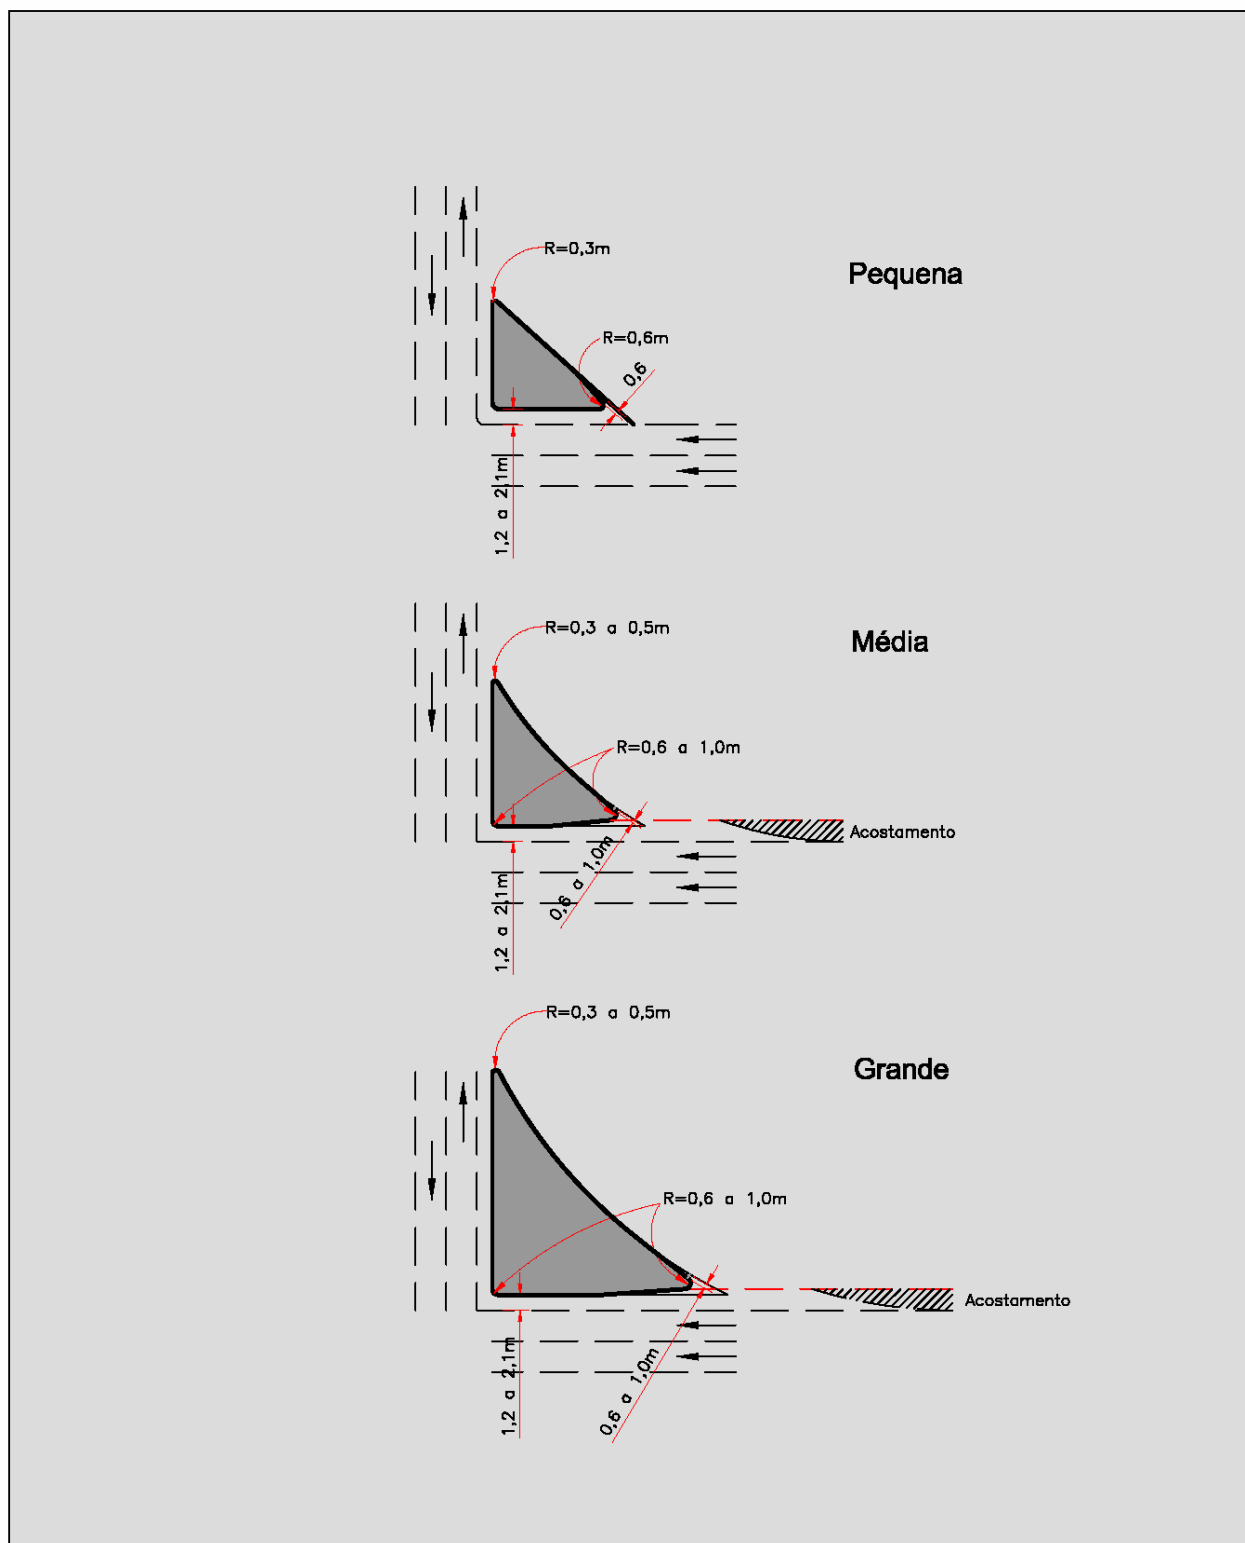 R=0,3m
Pequena
R=0,6m
0,6
1,2 a 2,1m
R=0,3 a 0,5m
Média
R=0,6 a 1,0m
Acostamento
0,6 a 1,0m
1,2 a 2,1m
R=0,3 a 0,5m
Grande
R=0,6 a 1,0m
Acostamento
1,2 a 2,1m
0,6 a 1,0m